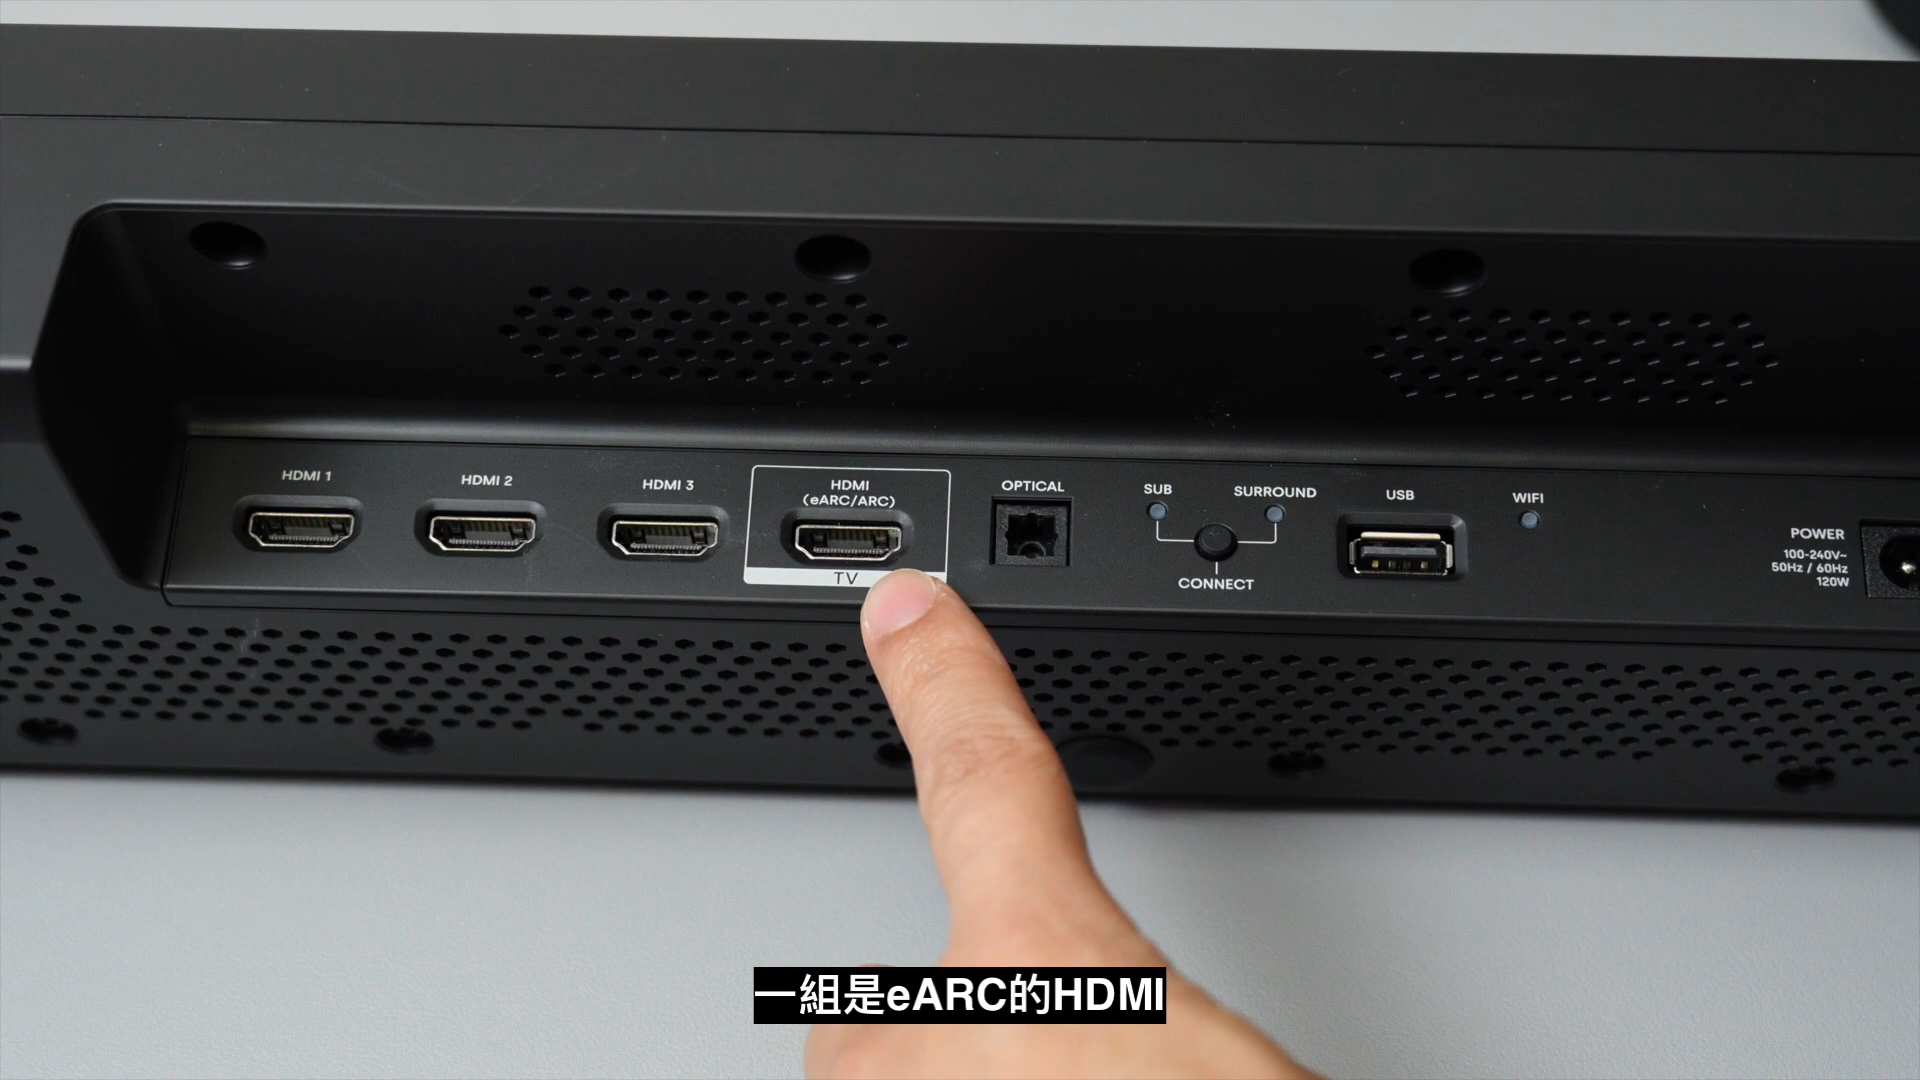 HDMI 1
HDMI 2
HDMI 3
HDMI
(eARC/ARC)
TV
OPTICAL
SUB
SURROUND
CONNECT
USB
WIFI
POWER
100-240V~
50Hz / 60Hz
120W
一組是eARC的HDMI